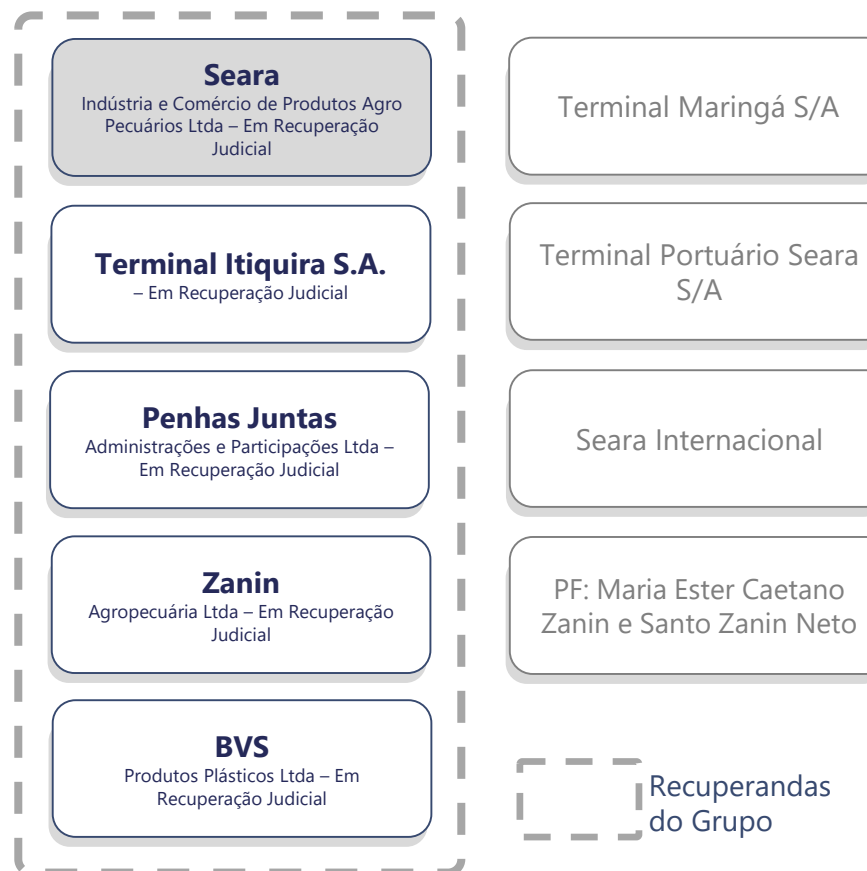 Seara
Indústria e Comércio de Produtos Agro
Pecuários Ltda – Em Recuperação
Judicial
Terminal Itiquira S.A.
– Em Recuperação Judicial
Penhas Juntas
Administrações e Participações Ltda –
Em Recuperação Judicial
Zanin
Agropecuária Ltda – Em Recuperação
Judicial
BVS
Produtos Plásticos Ltda – Em
Recuperação Judicial
Terminal Maringá S/A
Terminal Portuário Seara
S/A
Seara Internacional
PF: Maria Ester Caetano
Zanin e Santo Zanin Neto
Recuperandas
do Grupo